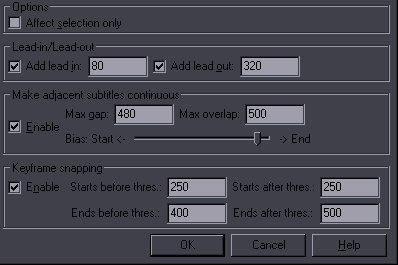 Options
Affect selection only
Lead-in/Lead-out
Add lead in: 80 Add lead out: 320
Make adjacent subtitles continuous
Max gap: 480 Max overlap: 500
Enable
Bias: Start <- -> End
Keyframe snapping
Enable Starts before thres.: 250 Starts after thres.: 250
Ends before thres.: 400 Ends after thres.: 500
OK Cancel Help